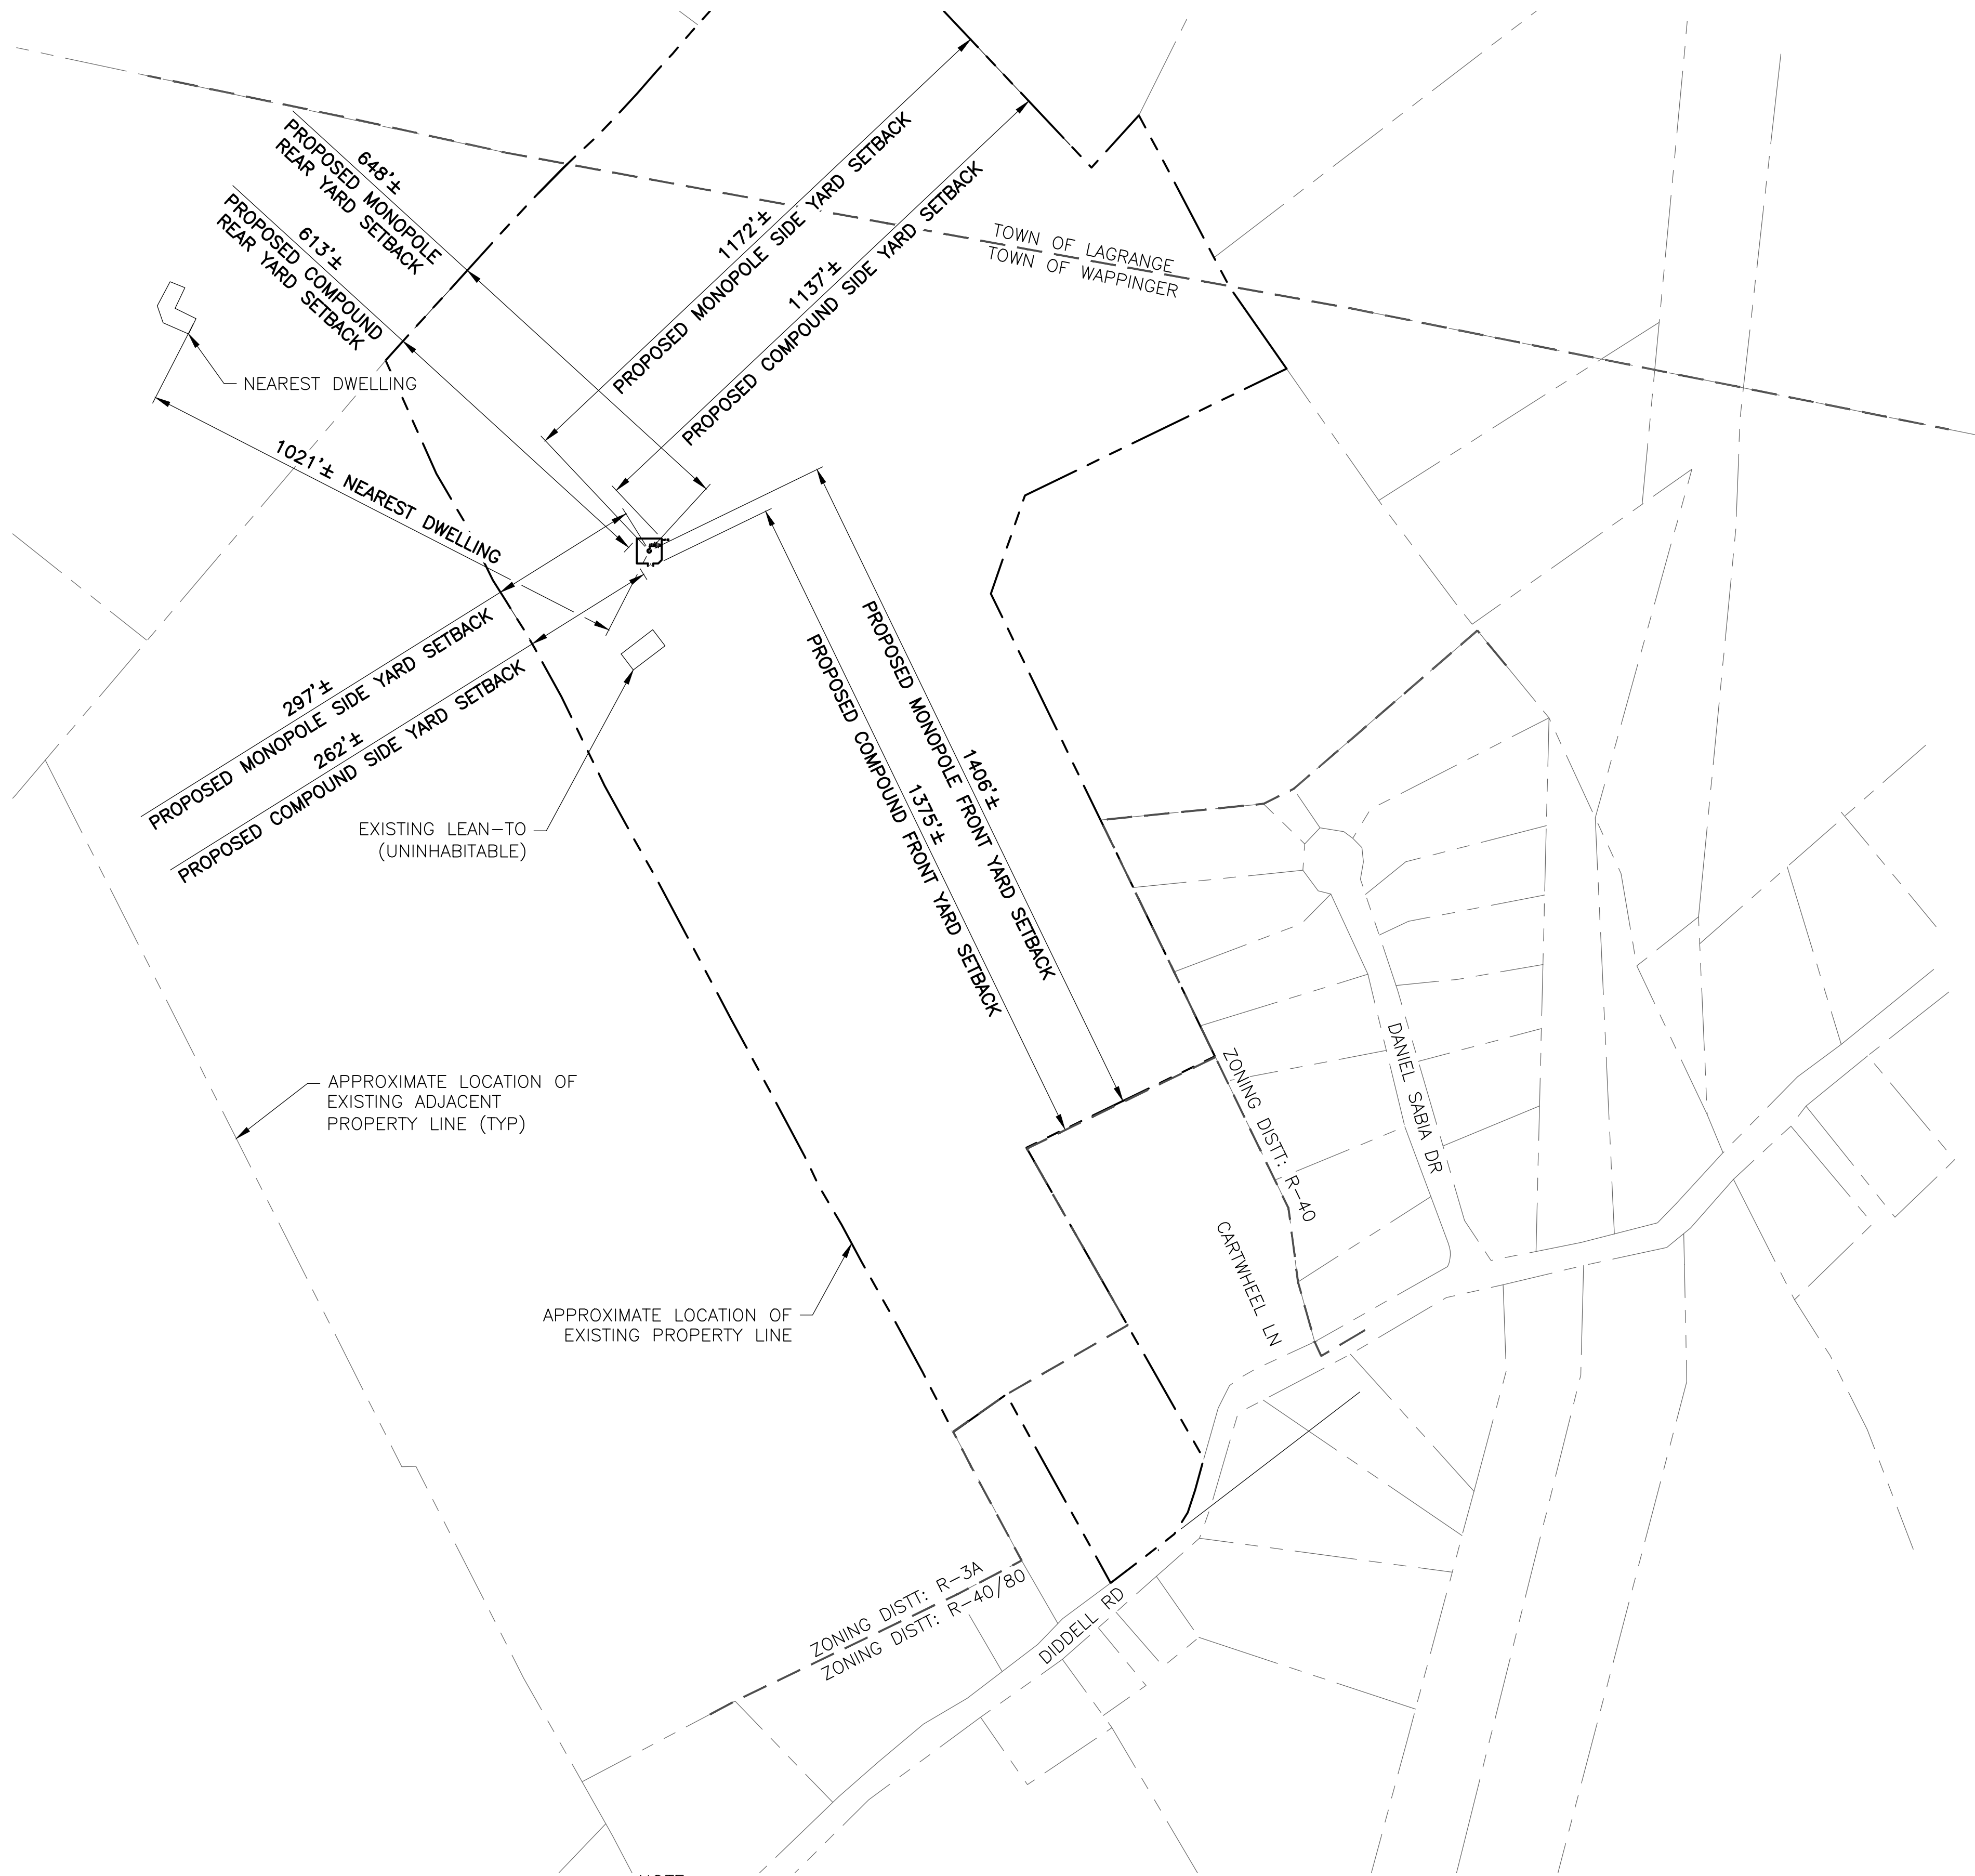 648'±
PROPOSED MONOPOLE
REAR YARD SETBACK
613'±
PROPOSED COMPOUND
REAR YARD SETBACK
1172'±
PROPOSED MONOPOLE SIDE YARD SETBACK
1137'±
PROPOSED COMPOUND SIDE YARD SETBACK
TOWN OF LAGRANGE
TOWN OF WAPPINGER
NEAREST DWELLING
1021'± NEAREST DWELLING
297'±
PROPOSED MONOPOLE SIDE YARD SETBACK
262'±
PROPOSED COMPOUND SIDE YARD SETBACK
EXISTING LEAN-TO
(UNINHABITABLE)
1406'±
PROPOSED MONOPOLE FRONT YARD SETBACK
1375'±
PROPOSED COMPOUND FRONT YARD SETBACK
APPROXIMATE LOCATION OF
EXISTING ADJACENT
PROPERTY LINE (TYP)
DANIEL SABIA DR
ZONING DISTT: R-40
CARTWHEEL LN
APPROXIMATE LOCATION OF
EXISTING PROPERTY LINE
ZONING DISTT: R-3A
ZONING DISTT: R-40/80
DIDDELL RD